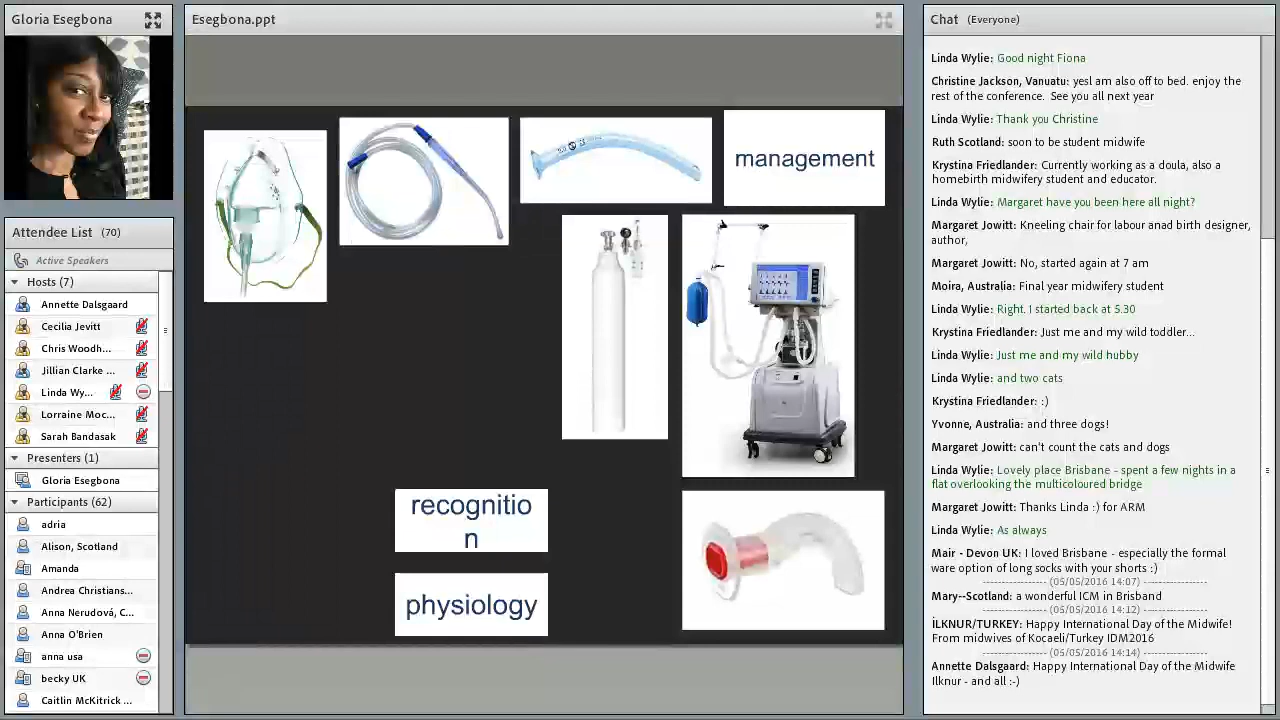 Gloria Esegbona
Esegbona.ppt
Chat (Everyone)
Attendee List (70)
Active Speakers
Hosts (7)
Annette Dalsgaard
Cecilia Jevitt
Chris Woodh...
Jillian Clarke ...
Linda Wy...
Lorraine Moc...
Sarah Bandasak
Presenters (1)
Gloria Esegbona
Participants (62)
adria
Alison, Scotland
Amanda
Andrea Christians...
Anna Nerudová, C...
Anna O'Brien
anna usa
becky UK
Caitlin McKitrick ...
management
recognitio
n
physiology
Linda Wylie: Good night Fiona
Christine Jackson, Vanuatu: yesI am also off to bed. enjoy the
rest of the conference. See you all next year
Linda Wylie: Thank you Christine
Ruth Scotland: soon to be student midwife
Krystina Friedlander: Currently working as a doula, also a
homebirth midwifery student and educator.
Linda Wylie: Margaret have you been here all night?
Margaret Jowitt: Kneeling chair for labour anad birth designer,
author,
Margaret Jowitt: No, started again at 7 am
Moira, Australia: Final year midwifery student
Linda Wylie: Right. I started back at 5.30
Krystina Friedlander: Just me and my wild toddler...
Linda Wylie: Just me and my wild hubby
Linda Wylie: and two cats
Krystina Friedlander: :)
Yvonne, Australia: and three dogs!
Margaret Jowitt: can't count the cats and dogs
Linda Wylie: Lovely place Brisbane - spent a few nights in a
flat overlooking the multicoloured bridge
Margaret Jowitt: Thanks Linda :) for ARM
Linda Wylie: As always
Mair - Devon UK: I loved Brisbane - especially the formal
ware option of long socks with your shorts :)
---------------- (05/05/2016 14:07) ----------------
Mary--Scotland: a wonderful ICM in Brisband
---------------- (05/05/2016 14:12) ----------------
İLKNUR/TURKEY: Happy International Day of the Midwife!
From midwives of Kocaeli/Turkey IDM2016
---------------- (05/05/2016 14:14) ----------------
Annette Dalsgaard: Happy International Day of the Midwife
Ilknur - and all :-)